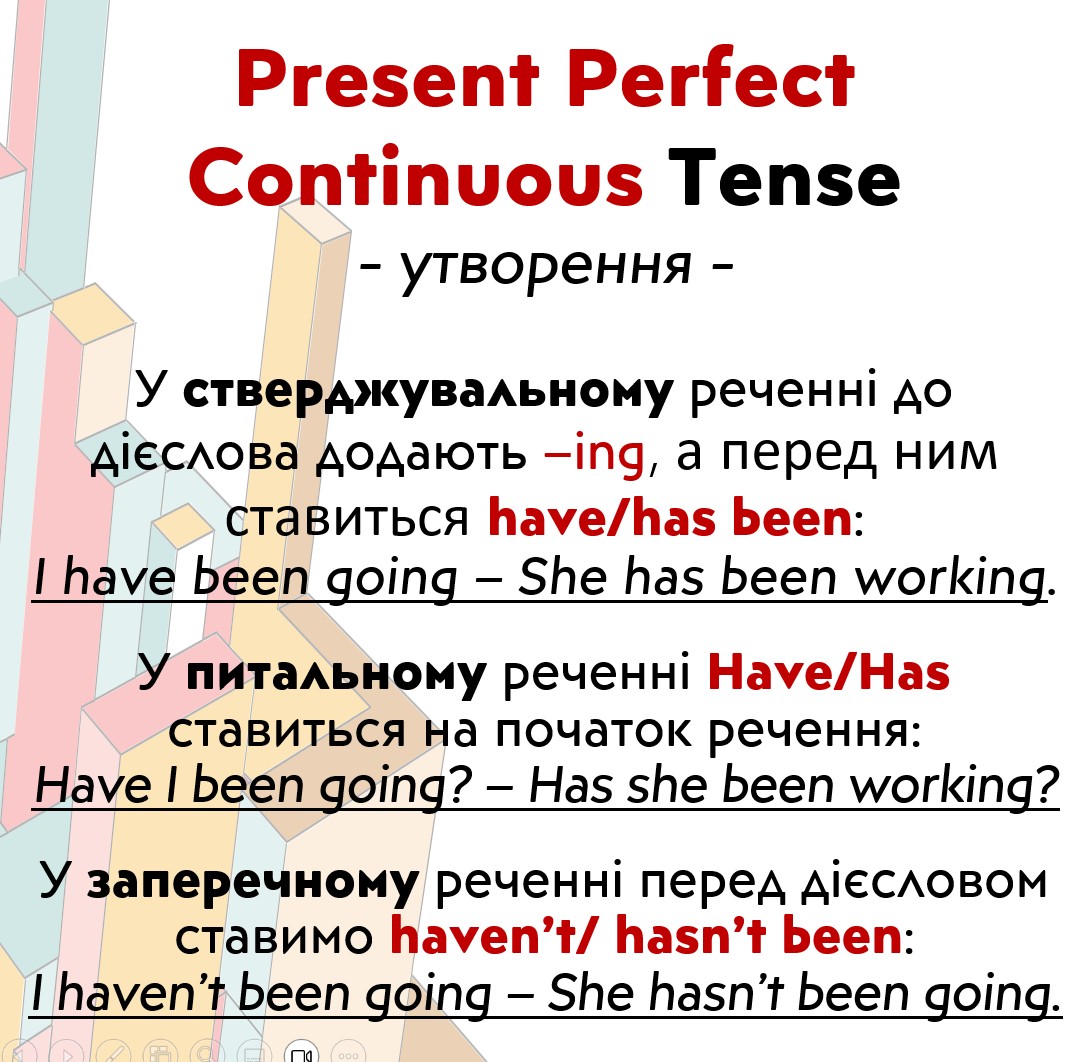 Present Perfect
Continuous Tense
- утворення -
У стверджувальному реченні до
дієслова додають –ing, а перед ним
ставиться have/has been:
I have been going – She has been working.
У питальному реченні Have/Has
ставиться на початок речення:
Have I been going? – Has she been working?
У заперечному реченні перед дієсловом
ставимо haven’t/ hasn’t been:
I haven’t been going – She hasn’t been going.